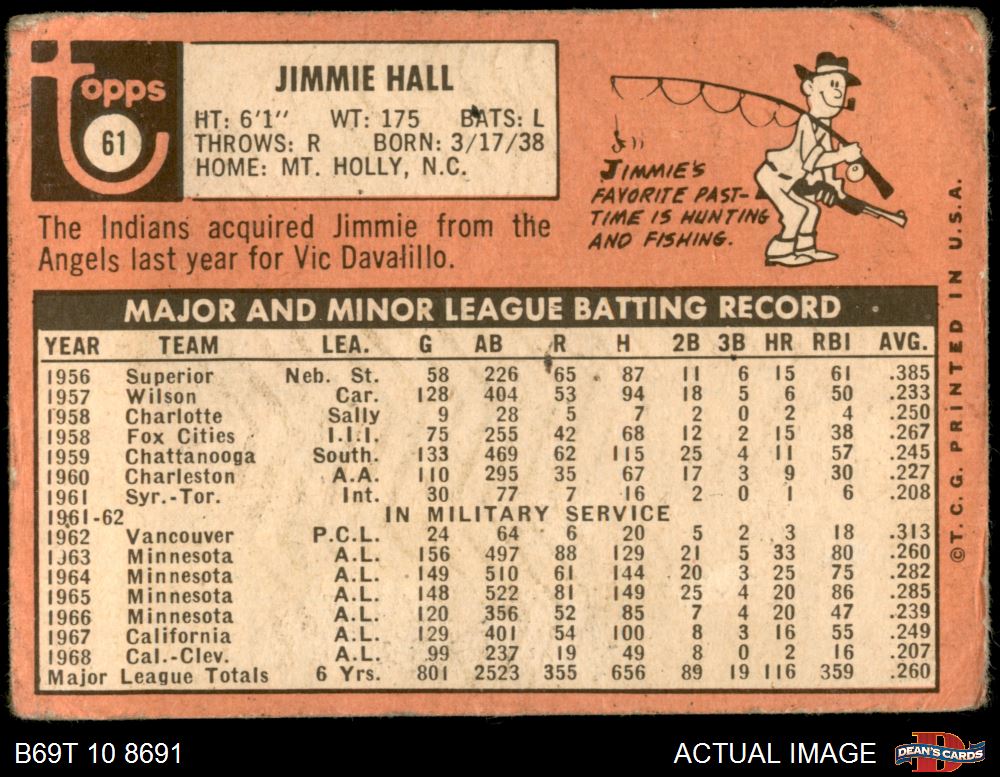 Topps
61
JIMMIE HALL
HT: 6'1" WT: 175 BATS: L
THROWS: R BORN: 3/17/38
HOME: MT. HOLLY, N.C.
JIMMIE'S
FAVORITE PAST-
TIME IS HUNTING
AND FISHING.
The Indians acquired Jimmie from the
Angels last year for Vic Davalillo.
MAJOR AND MINOR LEAGUE BATTING RECORD
YEAR TEAM LEA. G AB R H 2B 3B HR RBI AVG.
1956 Superior Neb. St. 58 226 65 87 11 6 15 61 .385
1957 Wilson Car. 128 404 53 94 18 5 6 50 .233
1958 Charlotte Sally 9 28 5 7 2 0 2 4 .250
1958 Fox Cities I.I.I. 75 255 42 68 12 2 15 38 .267
1959 Chattanooga South. 133 469 62 115 25 4 11 57 .245
1960 Charleston A.A. 110 295 35 67 17 3 9 30 .227
1961 Syr.-Tor. Int. 30 77 7 16 2 0 1 6 .208
1961-62 IN MILITARY SERVICE
1962 Vancouver P.C.L. 24 64 6 20 5 2 3 18 .313
1963 Minnesota A.L. 156 497 88 129 21 5 33 80 .260
1964 Minnesota A.L. 149 510 61 144 20 3 25 75 .282
1965 Minnesota A.L. 148 522 81 149 25 4 20 86 .285
1966 Minnesota A.L. 120 356 52 85 7 4 20 47 .239
1967 California A.L. 129 401 54 100 8 3 16 55 .249
1968 Cal.-Clev. A.L. 99 237 19 49 8 0 2 16 .207
Major League Totals 6 Yrs. 801 2523 355 656 89 19 116 359 .260
©T. C. G. PRINTED IN U.S.A.
B69T 10 8691
ACTUAL IMAGE
DEAN'S CARDS